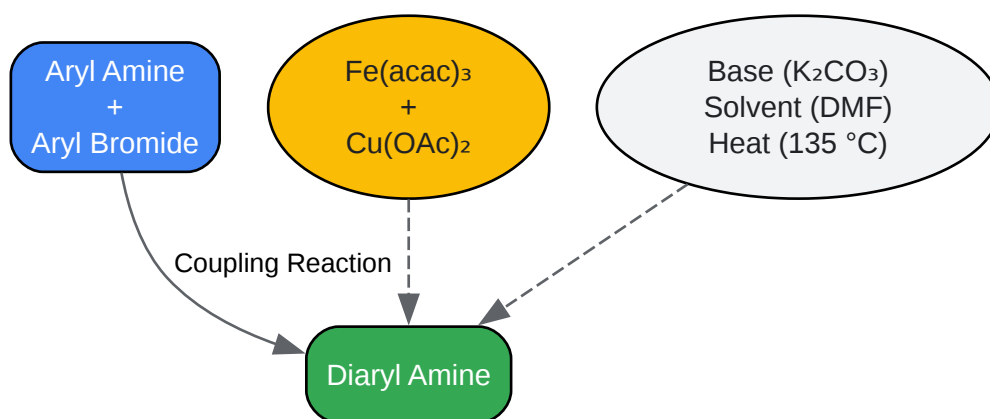 Aryl Amine
+
Aryl Bromide
Fe(acac)₃
+
Cu(OAc)₂
Base (K₂CO₃)
Solvent (DMF)
Heat (135 °C)
Coupling Reaction
Diaryl Amine